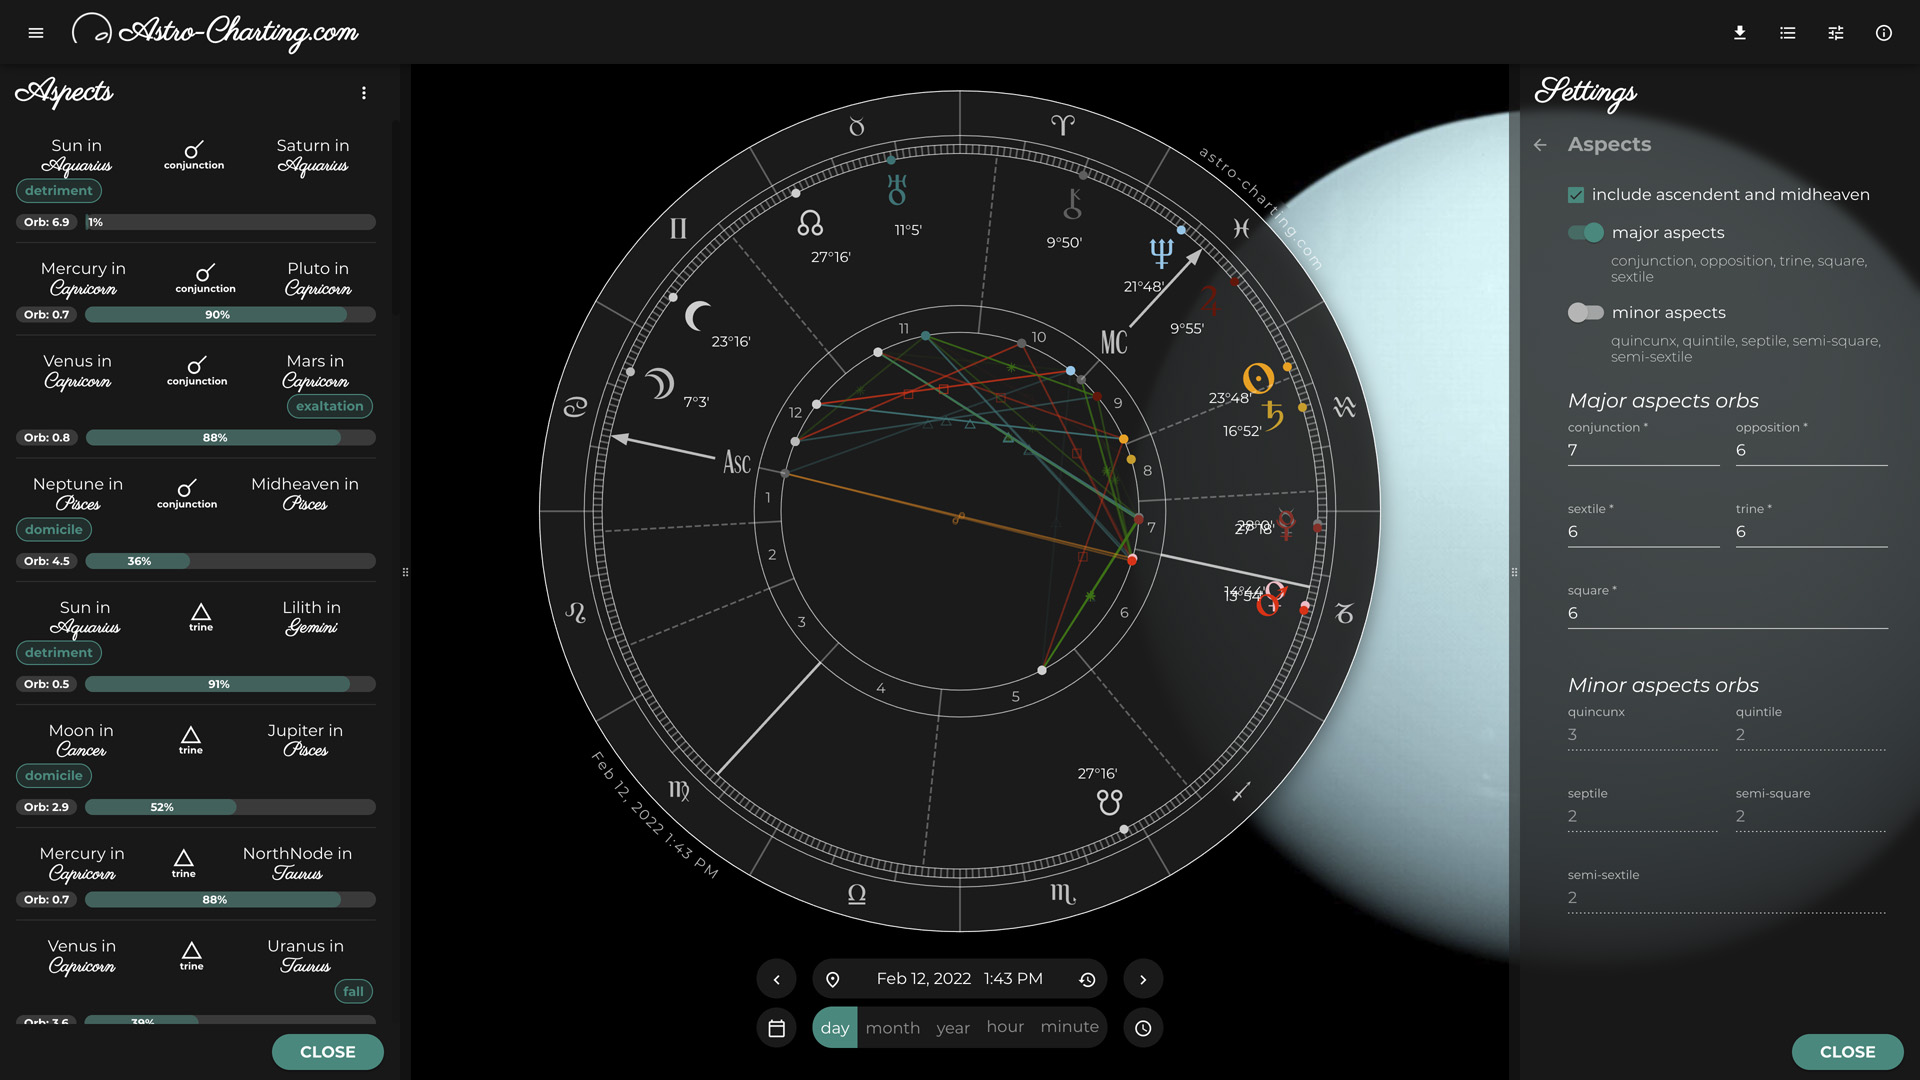 Astro-Charting.com
Aspects
Sun in
Aquarius
conjunction
Saturn in
Aquarius
detriment
Orb: 6.9
1%
Mercury in
Capricorn
conjunction
Pluto in
Capricorn
Orb: 0.7
90%
Venus in
Capricorn
conjunction
Mars in
Capricorn
exaltation
Orb: 0.8
88%
Neptune in
Pisces
conjunction
Midheaven in
Pisces
domicile
Orb: 4.5
36%
Sun in
Aquarius
trine
Lilith in
Gemini
detriment
Orb: 0.5
91%
Moon in
Cancer
trine
Jupiter in
Pisces
domicile
Orb: 2.9
52%
Mercury in
Capricorn
trine
NorthNode in
Taurus
Orb: 0.7
88%
Venus in
Capricorn
trine
Uranus in
Taurus
fall
Orb: 3.6
39%
CLOSE
astro-charting.com
♉
♈
♊
♓
♋
♒
♌
♑
♍
♐
♎
♏
11°5'
9°50'
27°16'
21°48'
9°55'
MC
23°16'
7°3'
23°48'
16°52'
Asc
27°18'
13°54'
27°16'
11
10
12
9
8
1
7
2
6
3
4
5
Feb 12, 2022 1:43 PM
Feb 12, 2022 1:43 PM
day month year hour minute
Settings
Aspects
include ascendent and midheaven
major aspects
conjunction, opposition, trine, square,
sextile
minor aspects
quincunx, quintile, septile, semi-square,
semi-sextile
Major aspects orbs
conjunction *
7
opposition *
6
sextile *
6
trine *
6
square *
6
Minor aspects orbs
quincunx
3
quintile
2
septile
2
semi-square
2
semi-sextile
2
CLOSE